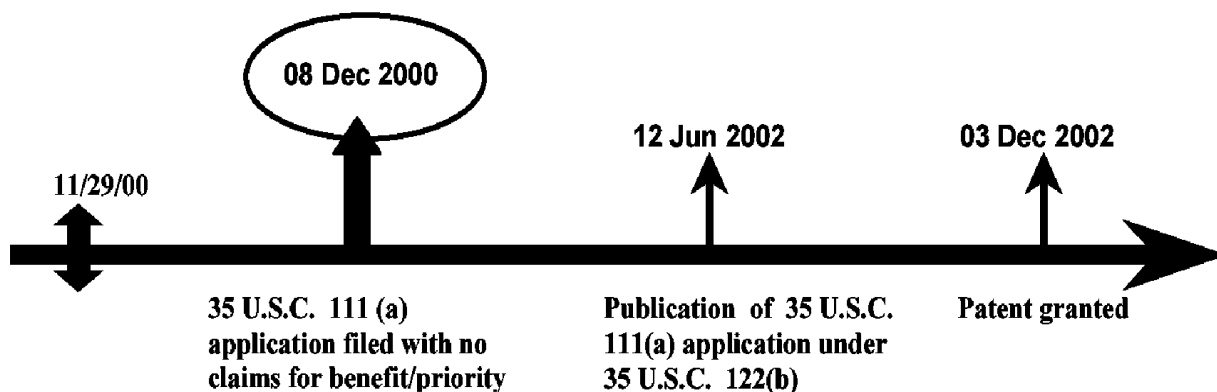 08 Dec 2000
12 Jun 2002
03 Dec 2002
11/29/00
35 U.S.C. 111 (a)
application filed with no
claims for benefit/priority
Publication of 35 U.S.C.
111(a) application under
35 U.S.C. 122(b)
Patent granted